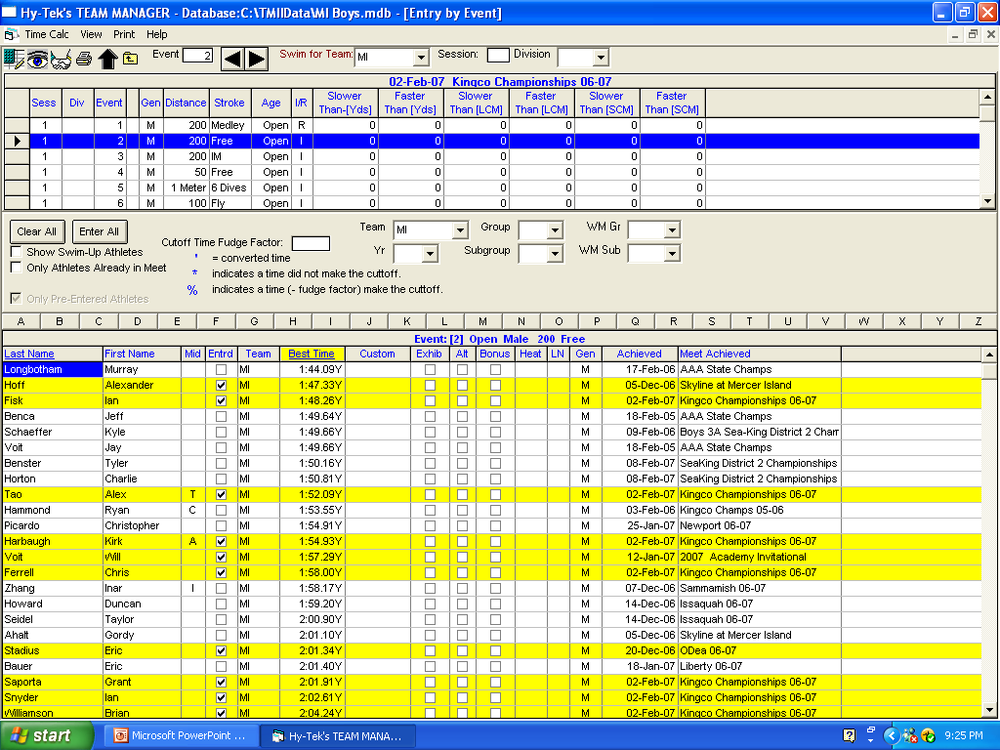 Hy-Tek's TEAM MANAGER - Database:C:\TMIIData\MI Boys.mdb - [Entry by Event]
Time Calc View Print Help
Event 2 Swim for Team: MI Session: Division
02-Feb-07 Kingco Championships 06-07
Sess Div Event Gen Distance Stroke Age I/R Slower Than-[Yds] Faster Than [Yds] Slower Than [LCM] Faster Than [LCM] Slower Than [SCM] Faster Than [SCM]
1 1 M 200 Medley Open R 0 0 0 0 0 0
1 2 M 200 Free Open I 0 0 0 0 0 0
1 3 M 200 IM Open I 0 0 0 0 0 0
1 4 M 50 Free Open I 0 0 0 0 0 0
1 5 M 1 Meter 6 Dives Open I 0 0 0 0 0 0
1 6 M 100 Fly Open I 0 0 0 0 0 0
Clear All Enter All
Team MI Group WM Gr
Cutoff Time Fudge Factor:
Show Swim-Up Athletes
Yr Subgroup WM Sub
' = converted time
Only Athletes Already in Meet
* indicates a time did not make the cuttoff.
% indicates a time (- fudge factor) make the cuttoff.
Only Pre-Entered Athletes
A B C D E F G H I J K L M N O P Q R S T U V W X Y Z
Event: [2] Open Male 200 Free
Last Name First Name Mid Entrd Team Best Time Custom Exhib Alt Bonus Heat LN Gen Achieved Meet Achieved
Longbotham Murray MI 1:44.09Y M 17-Feb-06 AAA State Champs
Hoff Alexander MI 1:47.33Y M 05-Dec-06 Skyline at Mercer Island
Fisk Ian MI 1:48.26Y M 02-Feb-07 Kingco Championships 06-07
Benca Jeff MI 1:49.64Y M 18-Feb-05 AAA State Champs
Schaeffer Kyle MI 1:49.66Y M 09-Feb-06 Boys 3A Sea-King District 2 Cham
Voit Jay MI 1:49.66Y M 18-Feb-05 AAA State Champs
Benster Tyler MI 1:50.16Y M 08-Feb-07 SeaKing District 2 Championships
Horton Charlie MI 1:50.81Y M 08-Feb-07 SeaKing District 2 Championships
Tao Alex T MI 1:52.09Y M 02-Feb-07 Kingco Championships 06-07
Hammond Ryan C MI 1:53.55Y M 03-Feb-06 Kingco Champs 05-06
Picardo Christopher MI 1:54.91Y M 25-Jan-07 Newport 06-07
Harbaugh Kirk A MI 1:54.93Y M 02-Feb-07 Kingco Championships 06-07
Voit Will MI 1:57.29Y M 12-Jan-07 2007 Academy Invitational
Ferrell Chris MI 1:58.00Y M 02-Feb-07 Kingco Championships 06-07
Zhang Inar I MI 1:58.17Y M 07-Dec-06 Sammamish 06-07
Howard Duncan MI 1:59.20Y M 14-Dec-06 Issaquah 06-07
Seidel Taylor MI 2:00.90Y M 14-Dec-06 Issaquah 06-07
Ahalt Gordy MI 2:01.10Y M 05-Dec-06 Skyline at Mercer Island
Stadius Eric MI 2:01.34Y M 20-Dec-06 ODea 06-07
Bauer Eric MI 2:01.40Y M 18-Jan-07 Liberty 06-07
Saporta Grant MI 2:01.91Y M 02-Feb-07 Kingco Championships 06-07
Snyder Ian MI 2:02.61Y M 02-Feb-07 Kingco Championships 06-07
Williamson Brian MI 2:04.24Y M 02-Feb-07 Kingco Championships 06-07
start Microsoft PowerPoint ... Hy-Tek's TEAM MANA... 9:25 PM